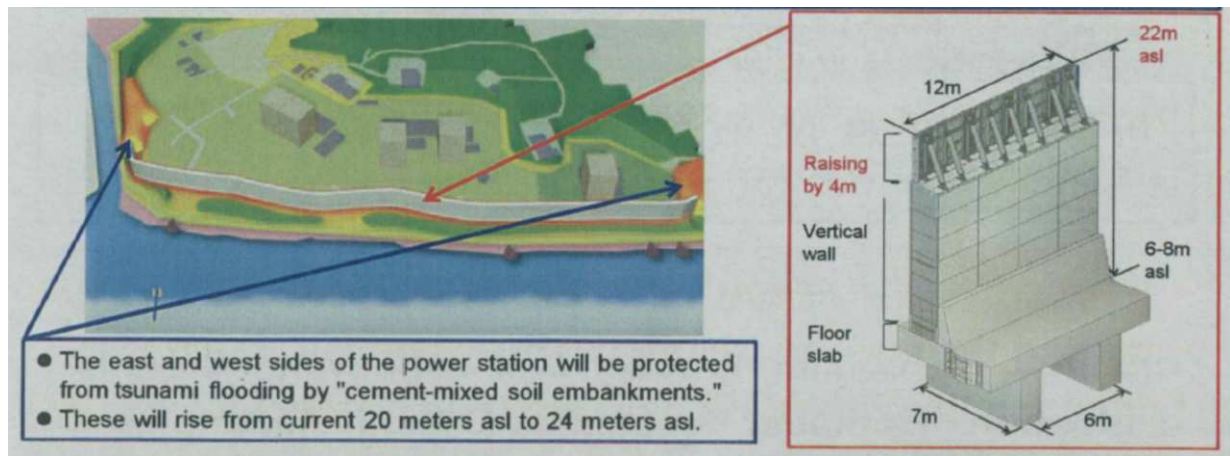 22m
asl
12m
Raising
by 4m
Vertical
wall
6-8m
asl
Floor
slab
7m
6m
● The east and west sides of the power station will be protected
from tsunami flooding by "cement-mixed soil embankments."
● These will rise from current 20 meters asl to 24 meters asl.